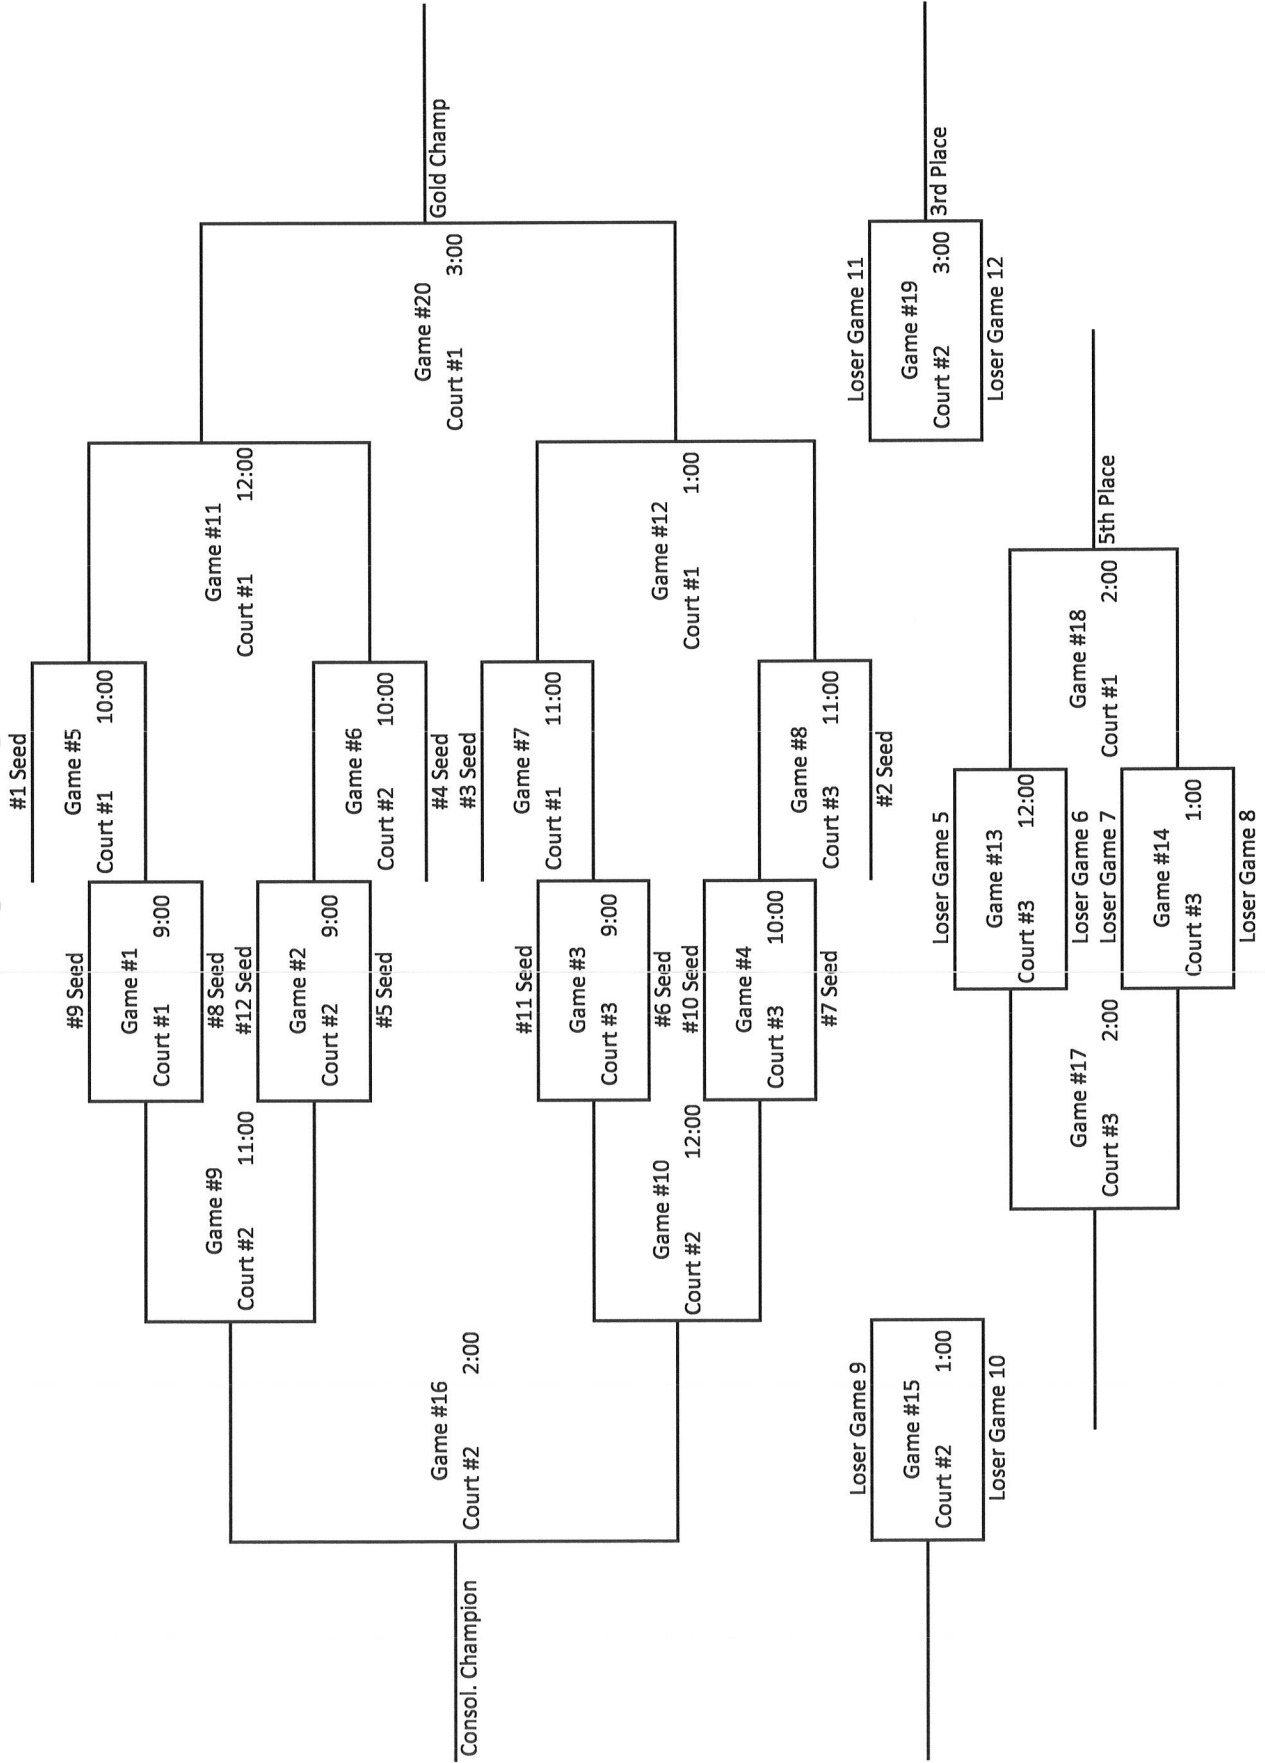 #1 Seed
Game #5
Court #1 10:00
#9 Seed
Game #1
Court #1 9:00
#8 Seed
Game #11
Court #1 12:00
Game #9
Court #2 11:00
#12 Seed
Game #2
Court #2 9:00
#5 Seed
Game #6
Court #2 10:00
#4 Seed
Gold Champ
Game #20
Court #1 3:00
Game #16
Court #2 2:00
Consol. Champion
#3 Seed
Game #7
Court #1 11:00
#11 Seed
Game #3
Court #3 9:00
#6 Seed
Game #12
Court #1 1:00
Game #10
Court #2 12:00
#10 Seed
Game #4
Court #3 10:00
#7 Seed
Game #8
Court #3 11:00
#2 Seed
Loser Game 9
Game #15
Court #2 1:00
Loser Game 10
Loser Game 11
Game #19
Court #2 3:00
Loser Game 12
3rd Place
Loser Game 5
Game #13
Court #3 12:00
Loser Game 6
Game #17
Court #3 2:00
Game #18
Court #1 2:00
5th Place
Loser Game 7
Game #14
Court #3 1:00
Loser Game 8